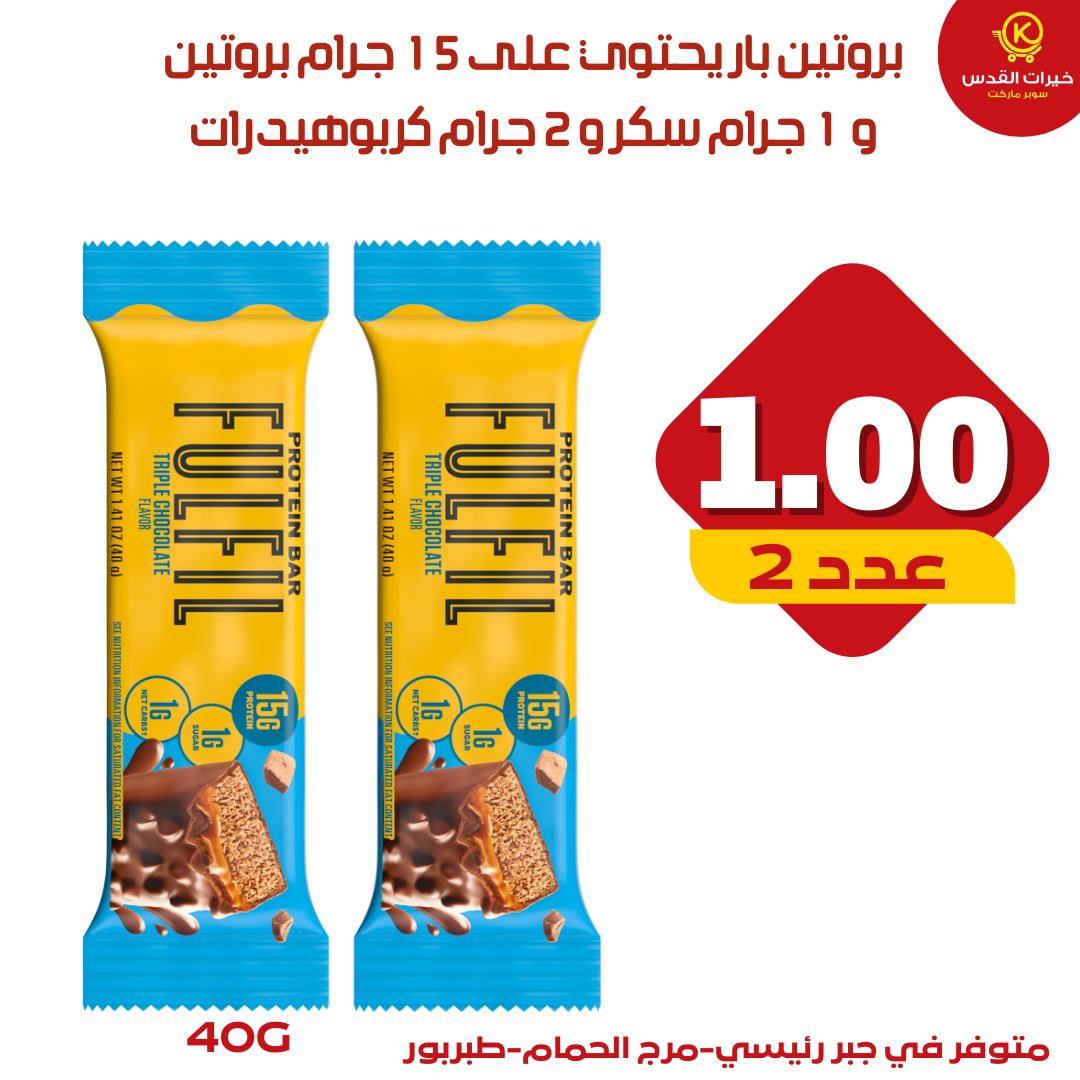 بروتين بار يحتوي على 15 جرام بروتين
و 1 جرام سكر و 2 جرام كربوهيدرات
K
خيرات القدس
سوبر ماركت
PROTEIN BAR
FULFIL
TRIPLE CHOCOLATE
FLAVOR
NET WT 1.41 OZ (40 g)
15G
PROTEIN
1G
SUGAR
1G
NET CARBS†
SEE NUTRITION INFORMATION FOR SATURATED FAT CONTENT
PROTEIN BAR
FULFIL
TRIPLE CHOCOLATE
FLAVOR
NET WT 1.41 OZ (40 g)
15G
PROTEIN
1G
SUGAR
1G
NET CARBS†
SEE NUTRITION INFORMATION FOR SATURATED FAT CONTENT
1.00
عدد 2
40G
متوفر في جبر رئيسي-مرج الحمام-طبربور